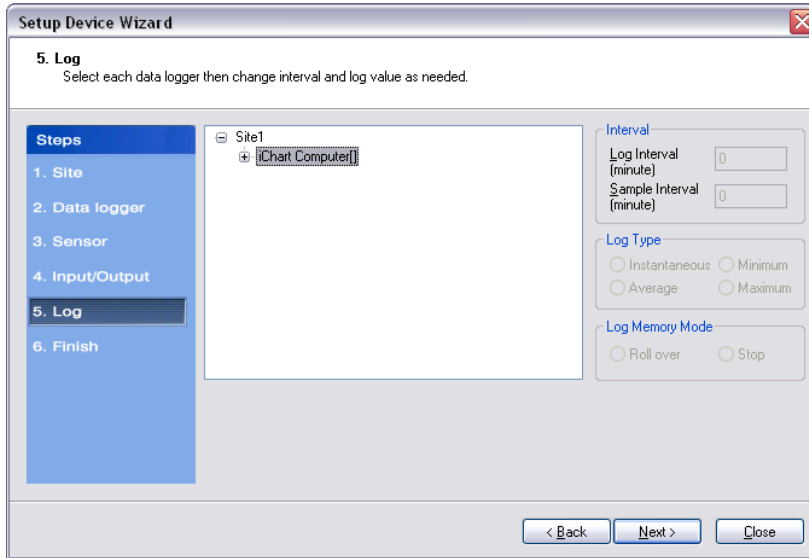 Setup Device Wizard
5. Log
Select each data logger then change interval and log value as needed.
Steps
1. Site
2. Data logger
3. Sensor
4. Input/Output
5. Log
6. Finish
Site1
iChart Computer[]
Interval
Log Interval
(minute)
0
Sample Interval
(minute)
0
Log Type
Instantaneous
Minimum
Average
Maximum
Log Memory Mode
Roll over
Stop
< Back
Next >
Close